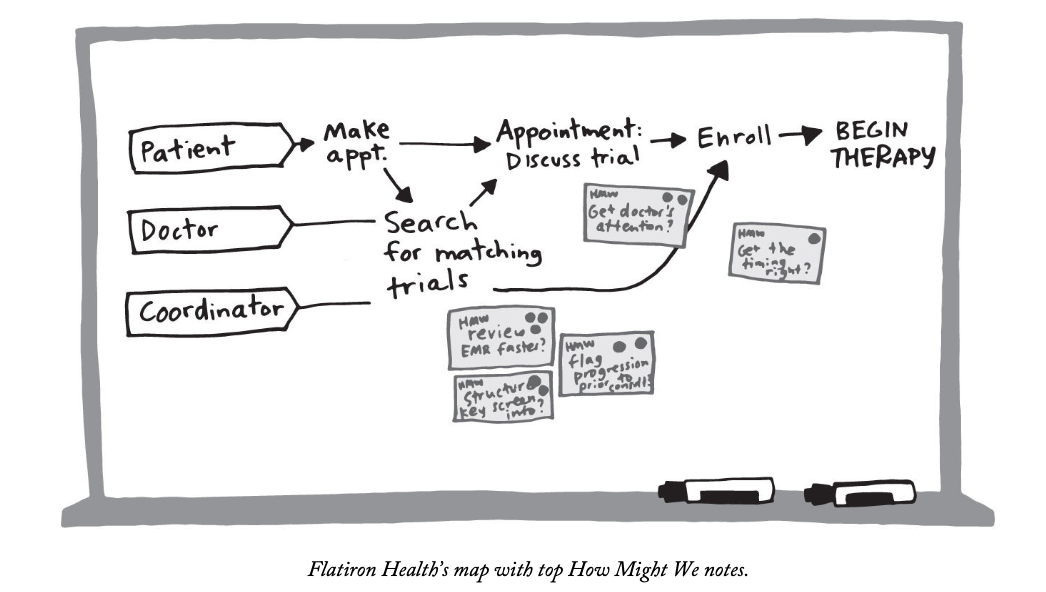 Patient
Make
appt.
Appointment:
Discuss trial
Enroll
BEGIN
THERAPY
Doctor
Search
for matching
trials
Coordinator
HMW
Get doctor's
attention?
HMW
Get the
timing
right?
HMW
review
EMR faster?
HMW
flag
progression
prior to
HMW
structure
key screen
info?
Flatiron Health's map with top How Might We notes.